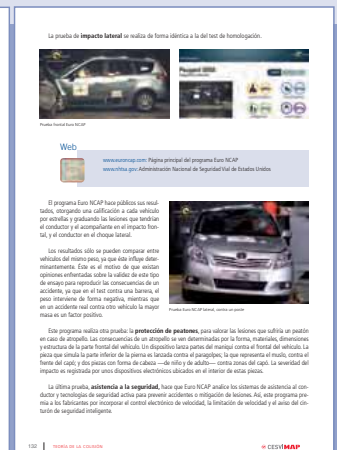 La prueba de impacto lateral se realiza de forma idéntica a la del test de homologación.
Prueba frontal Euro NCAP
Web
www.euroncap.com: Página principal del programa Euro NCAP
www.nhtsa.gov: Administración Nacional de Seguridad Vial de Estados Unidos
El programa Euro NCAP hace públicos sus resul-
tados, otorgando una calificación a cada vehículo
por estrellas y graduando las lesiones que tendrían
el conductor y el acompañante en el impacto fron-
tal, y el conductor en el choque lateral.
Los resultados sólo se pueden comparar entre
vehículos del mismo peso, ya que éste influye deter-
minantemente. Éste es el motivo de que existan
opiniones enfrentadas sobre la validez de este tipo
de ensayo para reproducir las consecuencias de un
accidente, ya que en el test contra una barrera, el
peso interviene de forma negativa, mientras que
en un accidente real contra otro vehículo la mayor
masa es un factor positivo.
Prueba Euro NCAP lateral, contra un poste
Este programa realiza otra prueba: la protección de peatones, para valorar las lesiones que sufriría un peatón
en caso de atropello. Las consecuencias de un atropello se ven determinadas por la forma, materiales, dimensiones
y estructura de la parte frontal del vehículo. Un dispositivo lanza partes del maniquí contra el frontal del vehículo. La
pieza que simula la parte inferior de la pierna es lanzada contra el paragolpes; la que representa el muslo, contra el
frente del capó; y dos piezas con forma de cabeza —de niño y de adulto— contra zonas del capó. La severidad del
impacto es registrada por unos dispositivos electrónicos ubicados en el interior de estas piezas.
La última prueba, asistencia a la seguridad, hace que Euro NCAP analice los sistemas de asistencia al con-
ductor y tecnologías de seguridad activa para prevenir accidentes o mitigación de lesiones. Así, este programa pre-
mia a los fabricantes por incorporar el control electrónico de velocidad, la limitación de velocidad y el aviso del cin-
turón de seguridad inteligente.
132 TEORÍA DE LA COLISIÓN
CESVIMAP